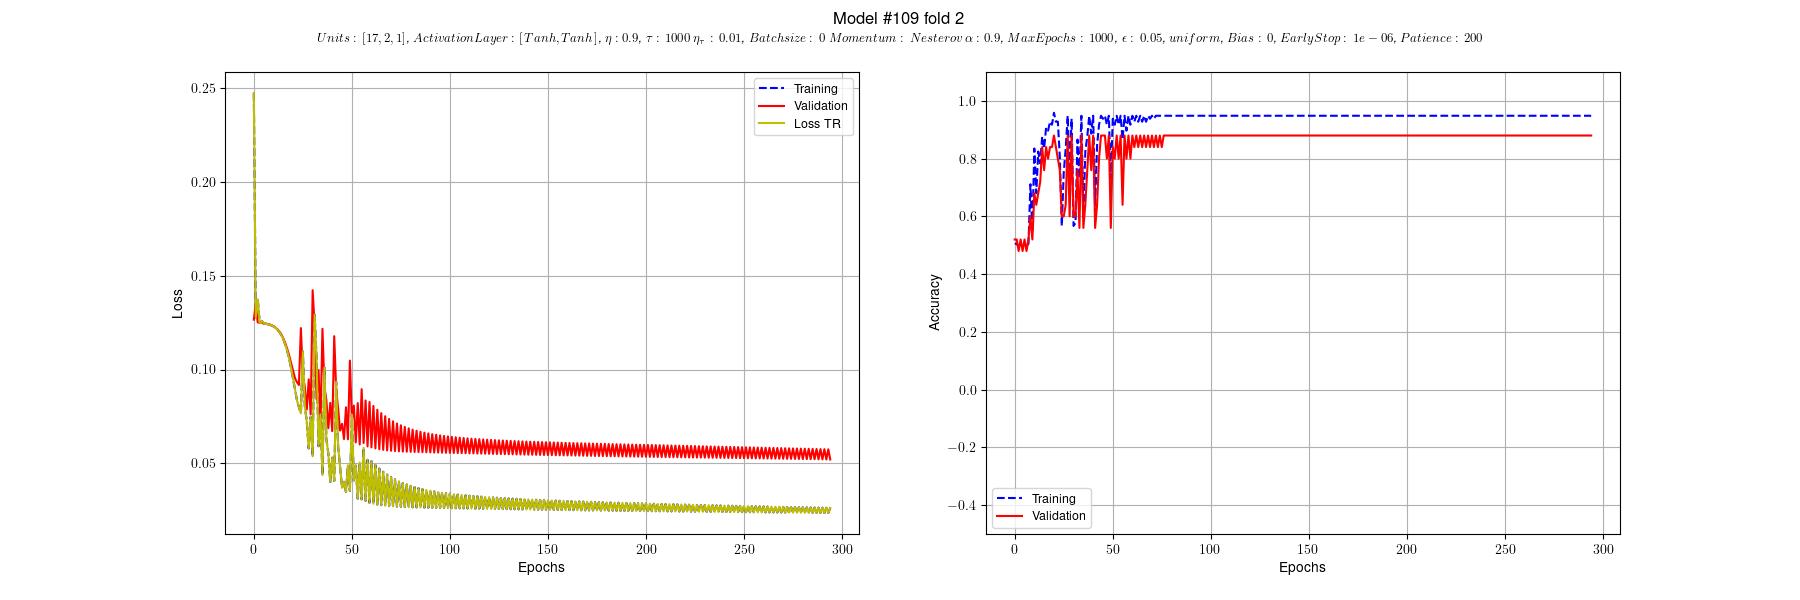 Model #109 fold 2
Units : [17, 2, 1], ActivationLayer : [Tanh, Tanh], η : 0.9, τ : 1000 ητ : 0.01, Batchsize : 0 Momentum : Nesterov α : 0.9, MaxEpochs : 1000, ϵ : 0.05, uniform, Bias : 0, EarlyStop : 1e − 06, Patience : 200
0.25
0.20
0.15
0.10
0.05
Loss
0 50 100 150 200 250 300
Epochs
Training
Validation
Loss TR
1.0
0.8
0.6
0.4
0.2
0.0
−0.2
−0.4
Accuracy
0 50 100 150 200 250 300
Epochs
Training
Validation